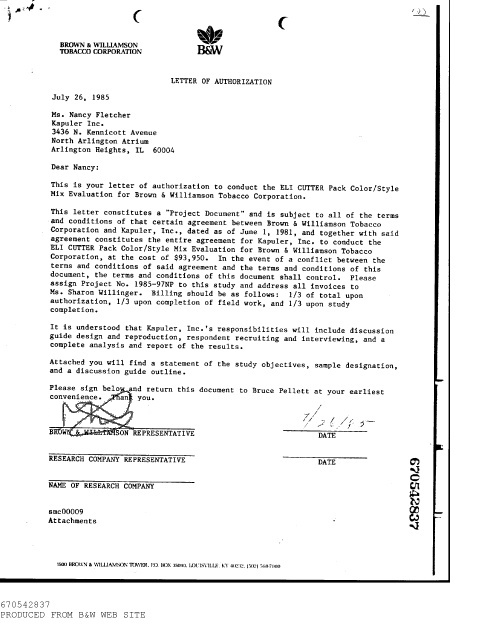 BROWN & WILLIAMSON
TOBACCO CORPORATION
B&W
LETTER OF AUTHORIZATION
July 26, 1985
Ms. Nancy Fletcher
Kapuler Inc.
3436 N. Kennicott Avenue
North Arlington Atrium
Arlington Heights, IL 60004
Dear Nancy:
This is your letter of authorization to conduct the ELI CUTTER Pack Color/Style
Mix Evaluation for Brown & Williamson Tobacco Corporation.
This letter constitutes a "Project Document" and is subject to all of the terms
and conditions of that certain agreement between Brown & Williamson Tobacco
Corporation and Kapuler, Inc., dated as of June 1, 1981, and together with said
agreement constitutes the entire agreement for Kapuler, Inc. to conduct the
ELI CUTTER Pack Color/Style Mix Evaluation for Brown & Williamson Tobacco
Corporation, at the cost of $93,950. In the event of a conflict between the
terms and conditions of said agreement and the terms and conditions of this
document, the terms and conditions of this document shall control. Please
assign Project No. 1985-97NP to this study and address all invoices to
Ms. Sharon Willinger. Billing should be as follows: 1/3 of total upon
authorization, 1/3 upon completion of field work, and 1/3 upon study
completion.
It is understood that Kapuler, Inc.'s responsibilities will include discussion
guide design and reproduction, respondent recruiting and interviewing, and a
complete analysis and report of the results.
Attached you will find a statement of the study objectives, sample designation,
and a discussion guide outline.
Please sign below and return this document to Bruce Pellett at your earliest
convenience. Thank you.
7/26/85
BROWN & WILLIAMSON REPRESENTATIVE
DATE
RESEARCH COMPANY REPRESENTATIVE
DATE
NAME OF RESEARCH COMPANY
smc00009
Attachments
1500 BROWN & WILLIAMSON TOWER, P.O. BOX 35090, LOUISVILLE, KY 40232, (502) 568-7000
670542837
670542837
PRODUCED FROM B&W WEB SITE